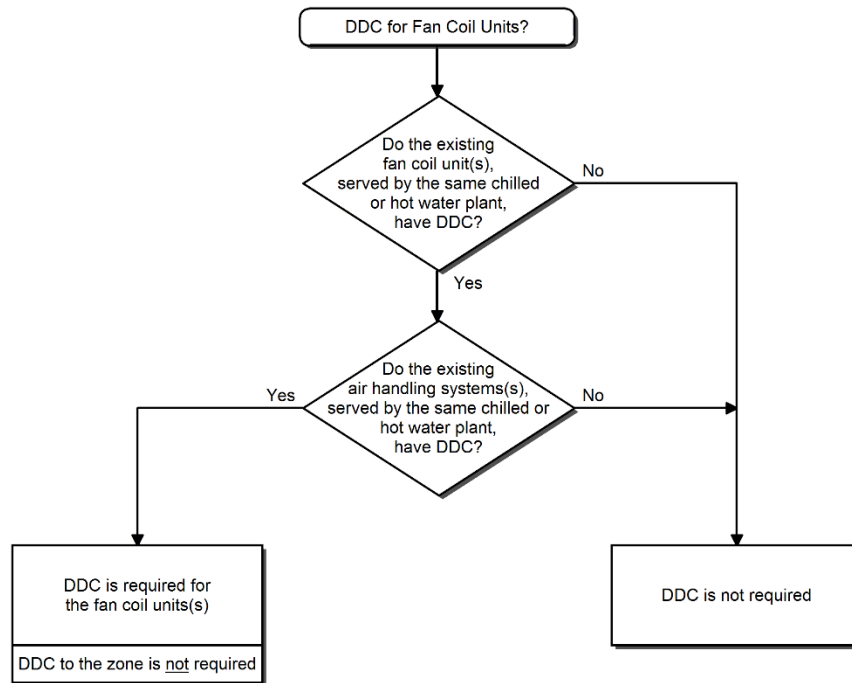 DDC for Fan Coil Units?
Do the existing
fan coil unit(s),
served by the same chilled
or hot water plant,
have DDC?
No
Yes
Do the existing
air handling systems(s),
served by the same chilled or
hot water plant,
have DDC?
Yes
No
DDC is required for
the fan coil units(s)
DDC to the zone is not required
DDC is not required